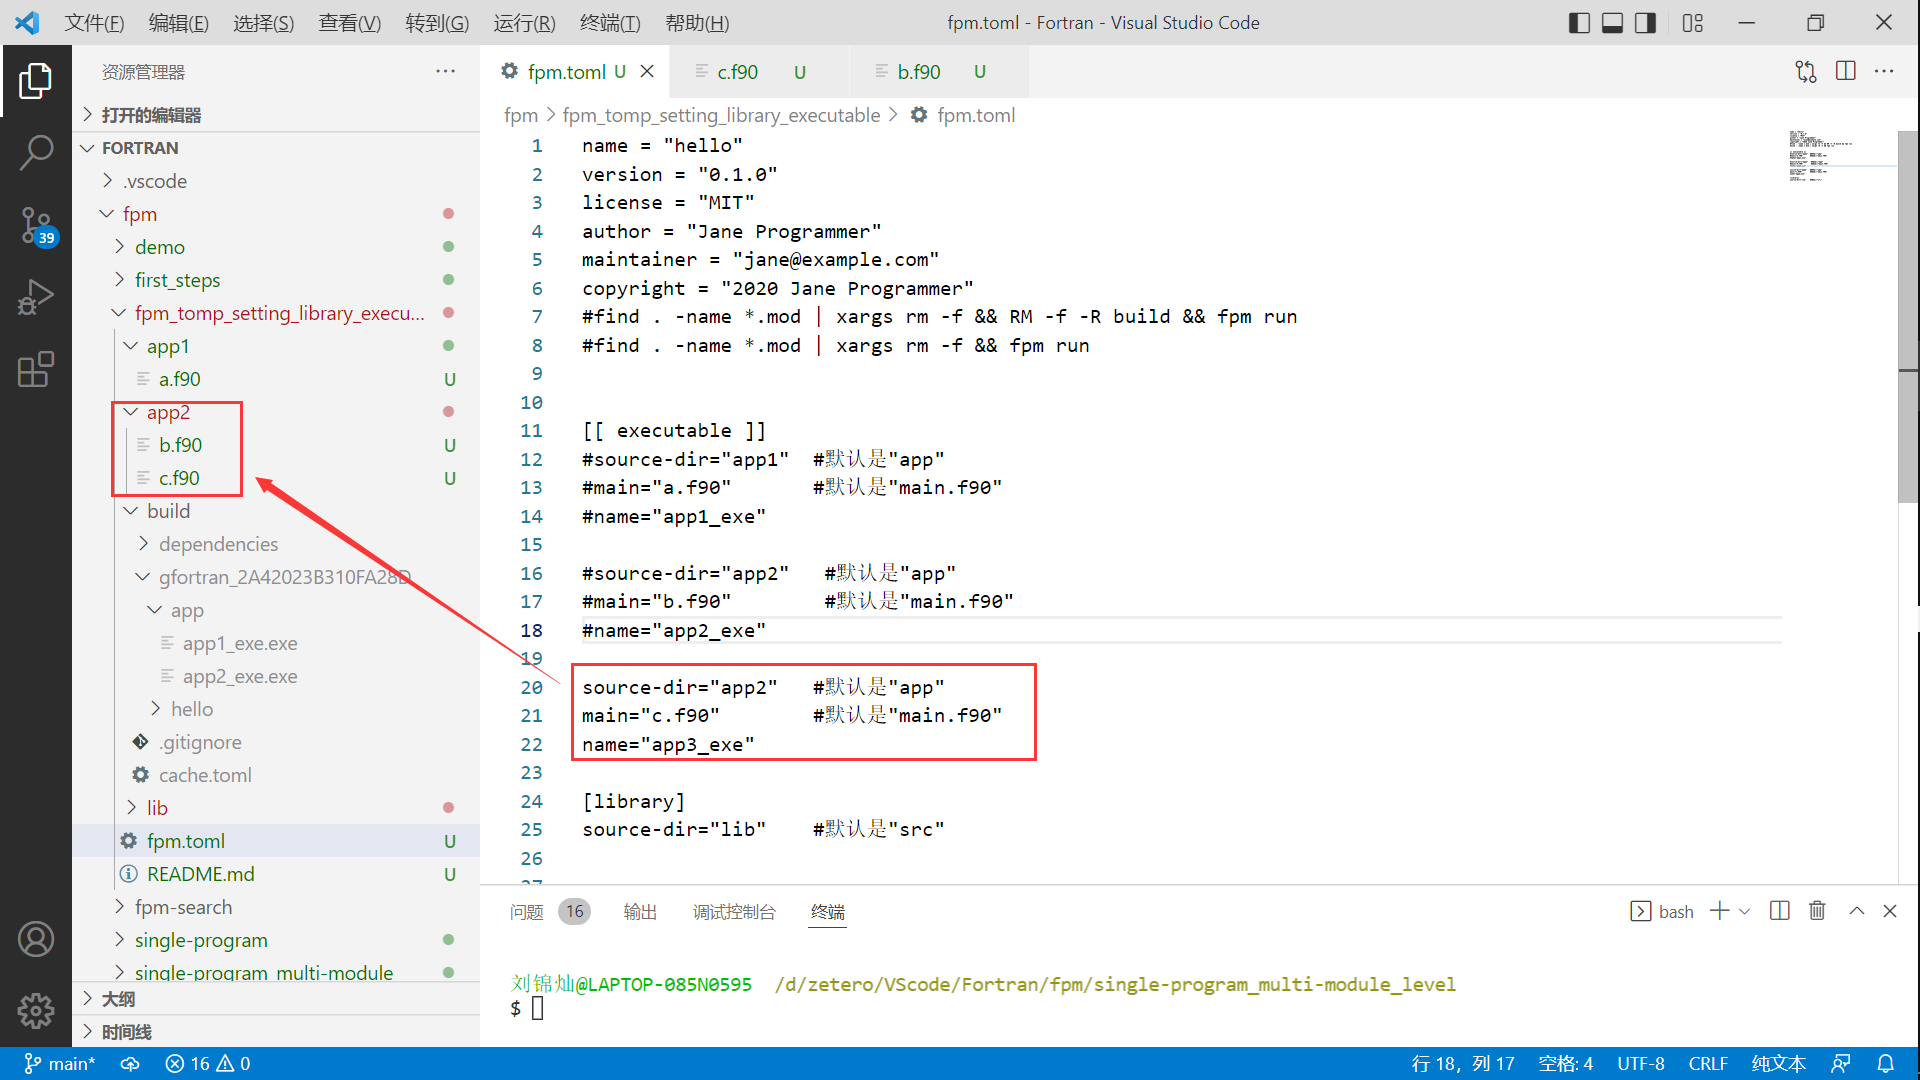 文件(F) 编辑(E) 选择(S) 查看(V) 转到(G) 运行(R) 终端(T) 帮助(H) fpm.toml - Fortran - Visual Studio Code
资源管理器 ···
打开的编辑器
FORTRAN
.vscode
fpm
demo
first_steps
fpm_tomp_setting_library_execu...
app1
a.f90 U
app2
b.f90 U
c.f90 U
build
dependencies
gfortran_2A42023B310FA28D
app
app1_exe.exe
app2_exe.exe
hello
.gitignore
cache.toml
lib
fpm.toml U
README.md U
fpm-search
single-program
single-program_multi-module
大纲
时间线
39
fpm.toml U c.f90 U b.f90 U
fpm > fpm_tomp_setting_library_executable > fpm.toml
1 name = "hello"
2 version = "0.1.0"
3 license = "MIT"
4 author = "Jane Programmer"
5 maintainer = "jane@example.com"
6 copyright = "2020 Jane Programmer"
7 #find . -name *.mod | xargs rm -f && RM -f -R build && fpm run
8 #find . -name *.mod | xargs rm -f && fpm run
9
10
11 [[ executable ]]
12 #source-dir="app1" #默认是"app"
13 #main="a.f90" #默认是"main.f90"
14 #name="app1_exe"
15
16 #source-dir="app2" #默认是"app"
17 #main="b.f90" #默认是"main.f90"
18 #name="app2_exe"
19
20 source-dir="app2" #默认是"app"
21 main="c.f90" #默认是"main.f90"
22 name="app3_exe"
23
24 [library]
25 source-dir="lib" #默认是"src"
26
27
问题 16 输出 调试控制台 终端 bash
刘锦灿@LAPTOP-085N0595 /d/zetero/VScode/Fortran/fpm/single-program_multi-module_level
$
main* 16 0 行 18，列 17 空格: 4 UTF-8 CRLF 纯文本